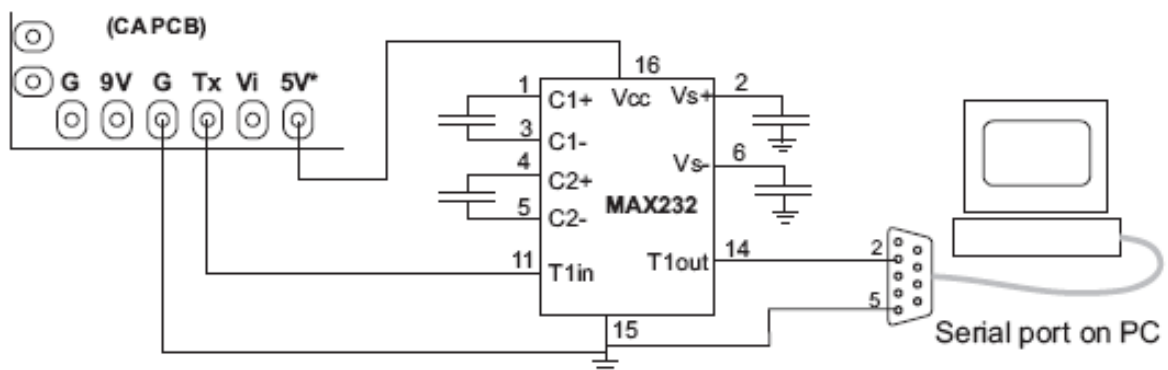 (CAPCB)
G 9V G Tx Vi 5V*
16
1 C1+ Vcc Vs+ 2
3 C1-
4 C2+ Vs- 6
5 C2- MAX232
11 T1in T1out 14 2
15 5
Serial port on PC